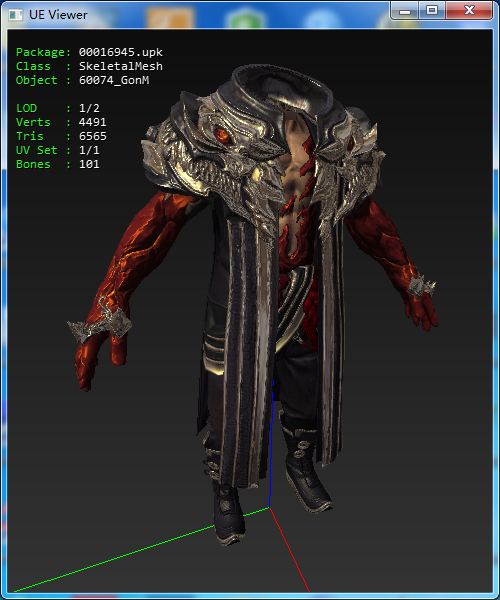 UE Viewer
Package: 00016945.upk
Class : SkeletalMesh
Object : 60074_GonM
LOD : 1/2
Verts : 4491
Tris : 6565
UV Set : 1/1
Bones : 101